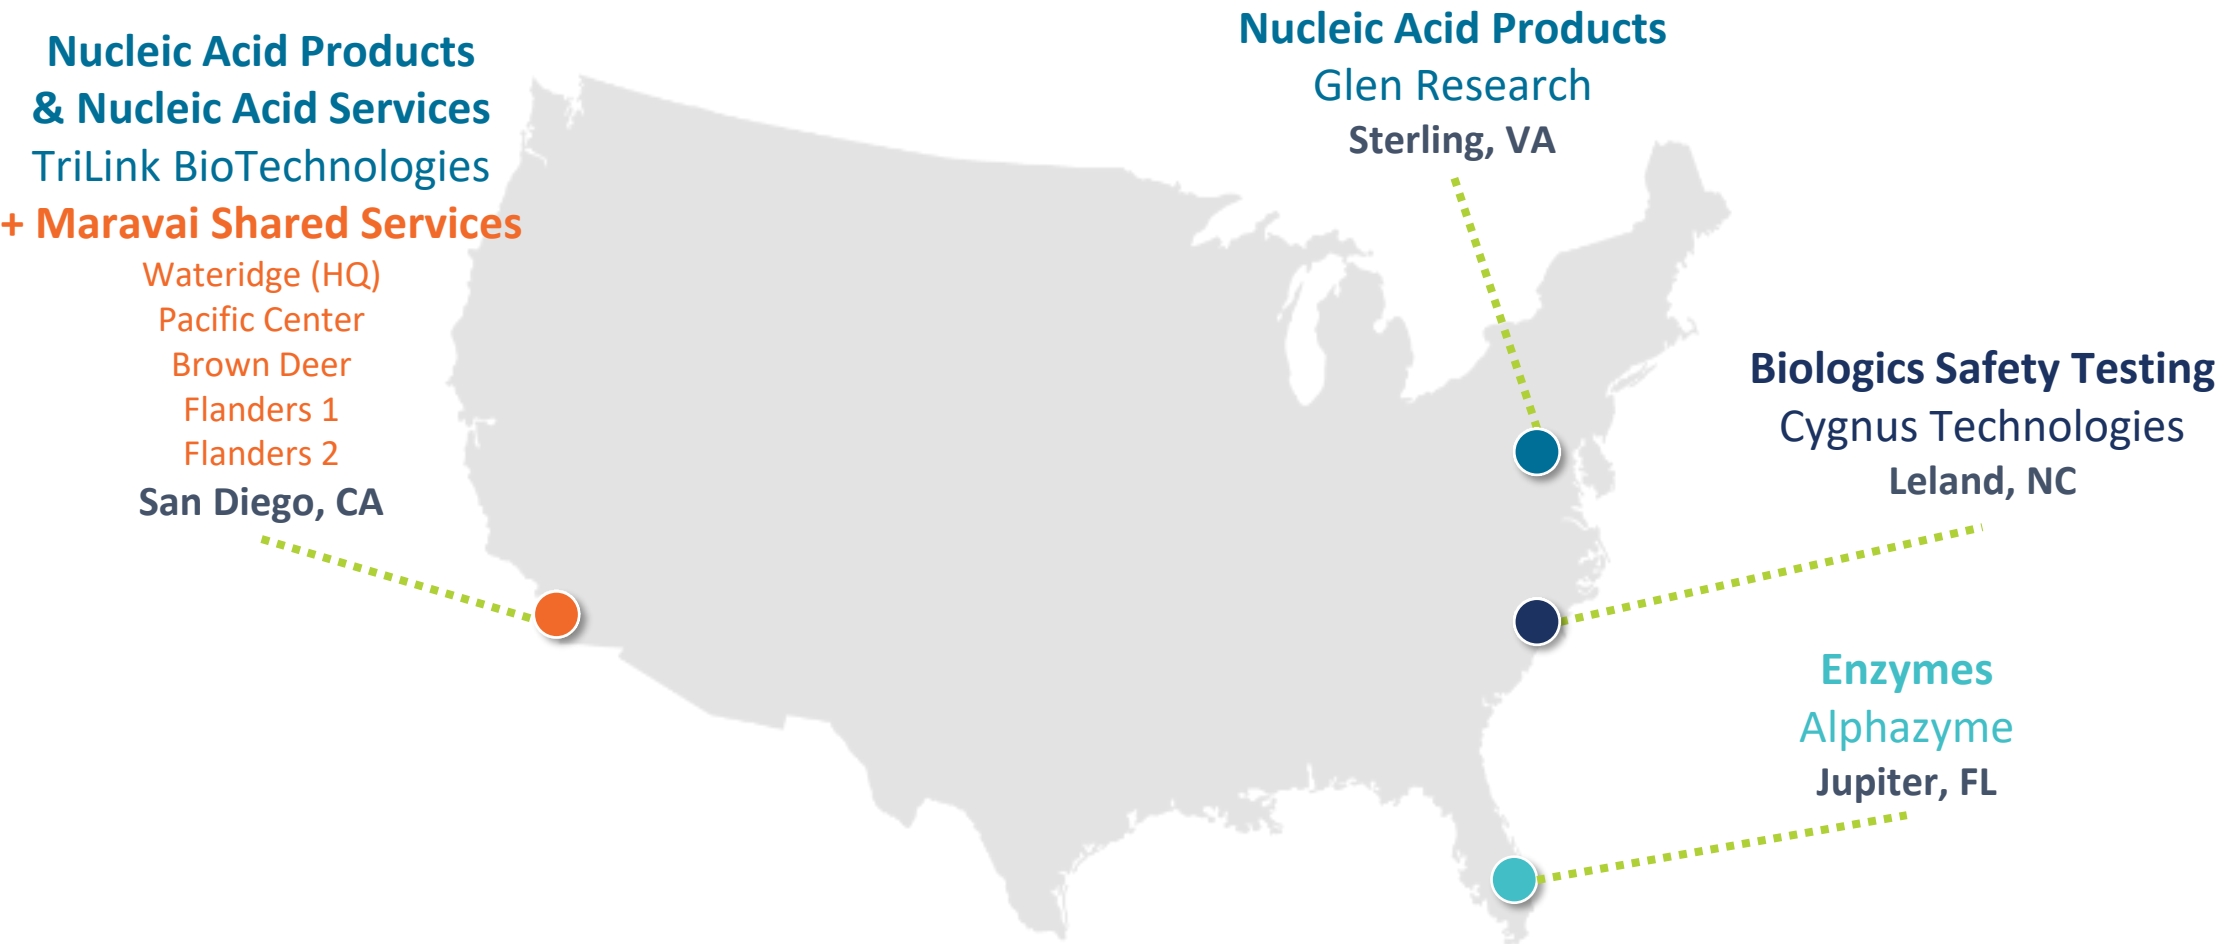 Nucleic Acid Products
& Nucleic Acid Services
TriLink BioTechnologies
+ Maravai Shared Services
Wateridge (HQ)
Pacific Center
Brown Deer
Flanders 1
Flanders 2
San Diego, CA
Nucleic Acid Products
Glen Research
Sterling, VA
Biologics Safety Testing
Cygnus Technologies
Leland, NC
Enzymes
Alphazyme
Jupiter, FL